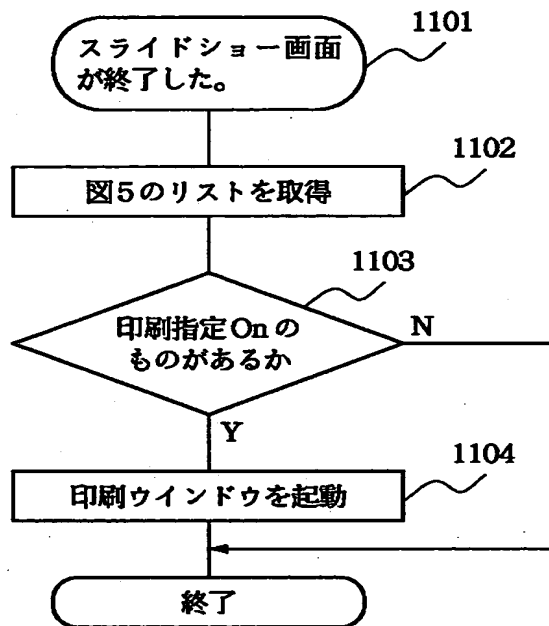 1101
スライドショー画面
が終了した。
1102
図5のリストを取得
1103
印刷指定Onの
ものがあるか
N
Y
1104
印刷ウインドウを起動
終了